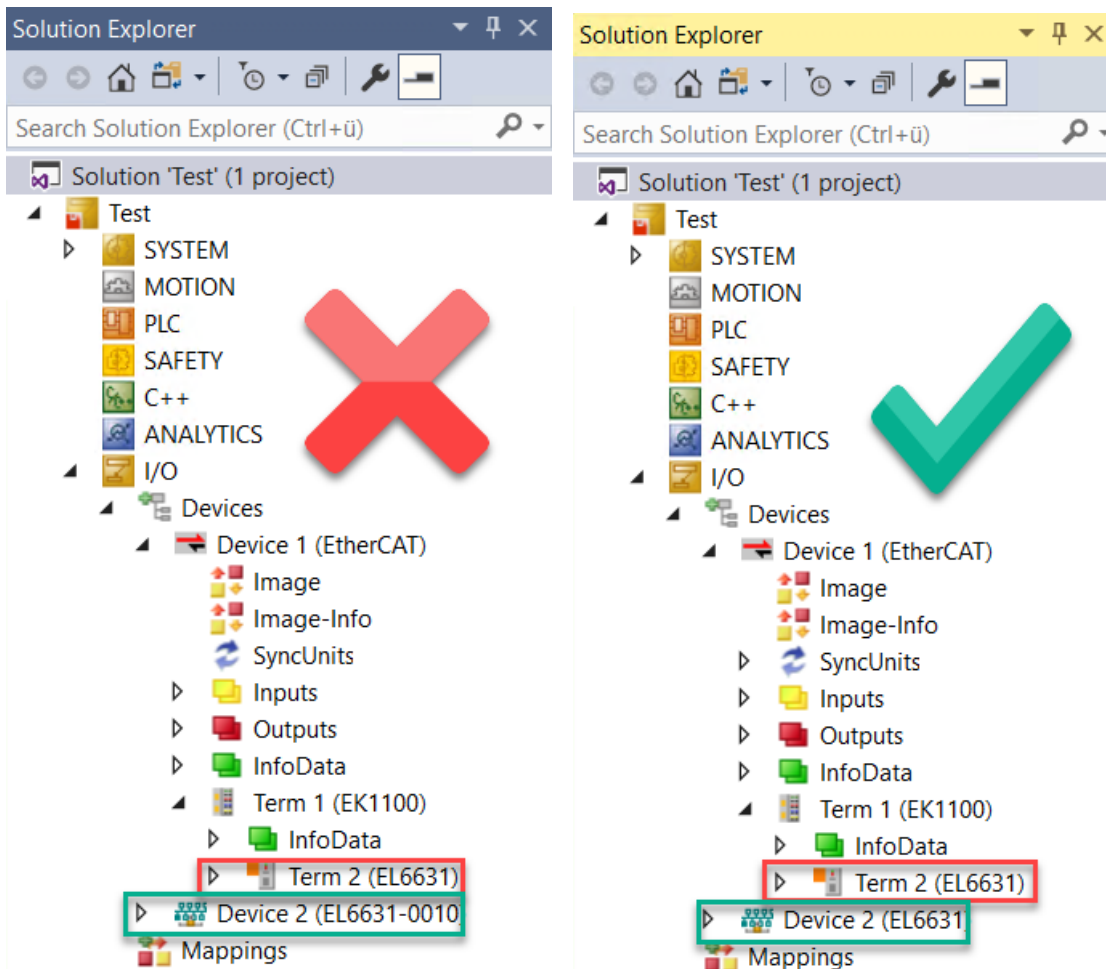 Solution Explorer
Search Solution Explorer (Ctrl+ü)
Solution 'Test' (1 project)
Test
SYSTEM
MOTION
PLC
SAFETY
C++
ANALYTICS
I/O
Devices
Device 1 (EtherCAT)
Image
Image-Info
SyncUnits
Inputs
Outputs
InfoData
Term 1 (EK1100)
InfoData
Term 2 (EL6631)
Device 2 (EL6631-0010
Mappings
Solution Explorer
Search Solution Explorer (Ctrl+ü)
Solution 'Test' (1 project)
Test
SYSTEM
MOTION
PLC
SAFETY
C++
ANALYTICS
I/O
Devices
Device 1 (EtherCAT)
Image
Image-Info
SyncUnits
Inputs
Outputs
InfoData
Term 1 (EK1100)
InfoData
Term 2 (EL6631)
Device 2 (EL6631)
Mappings